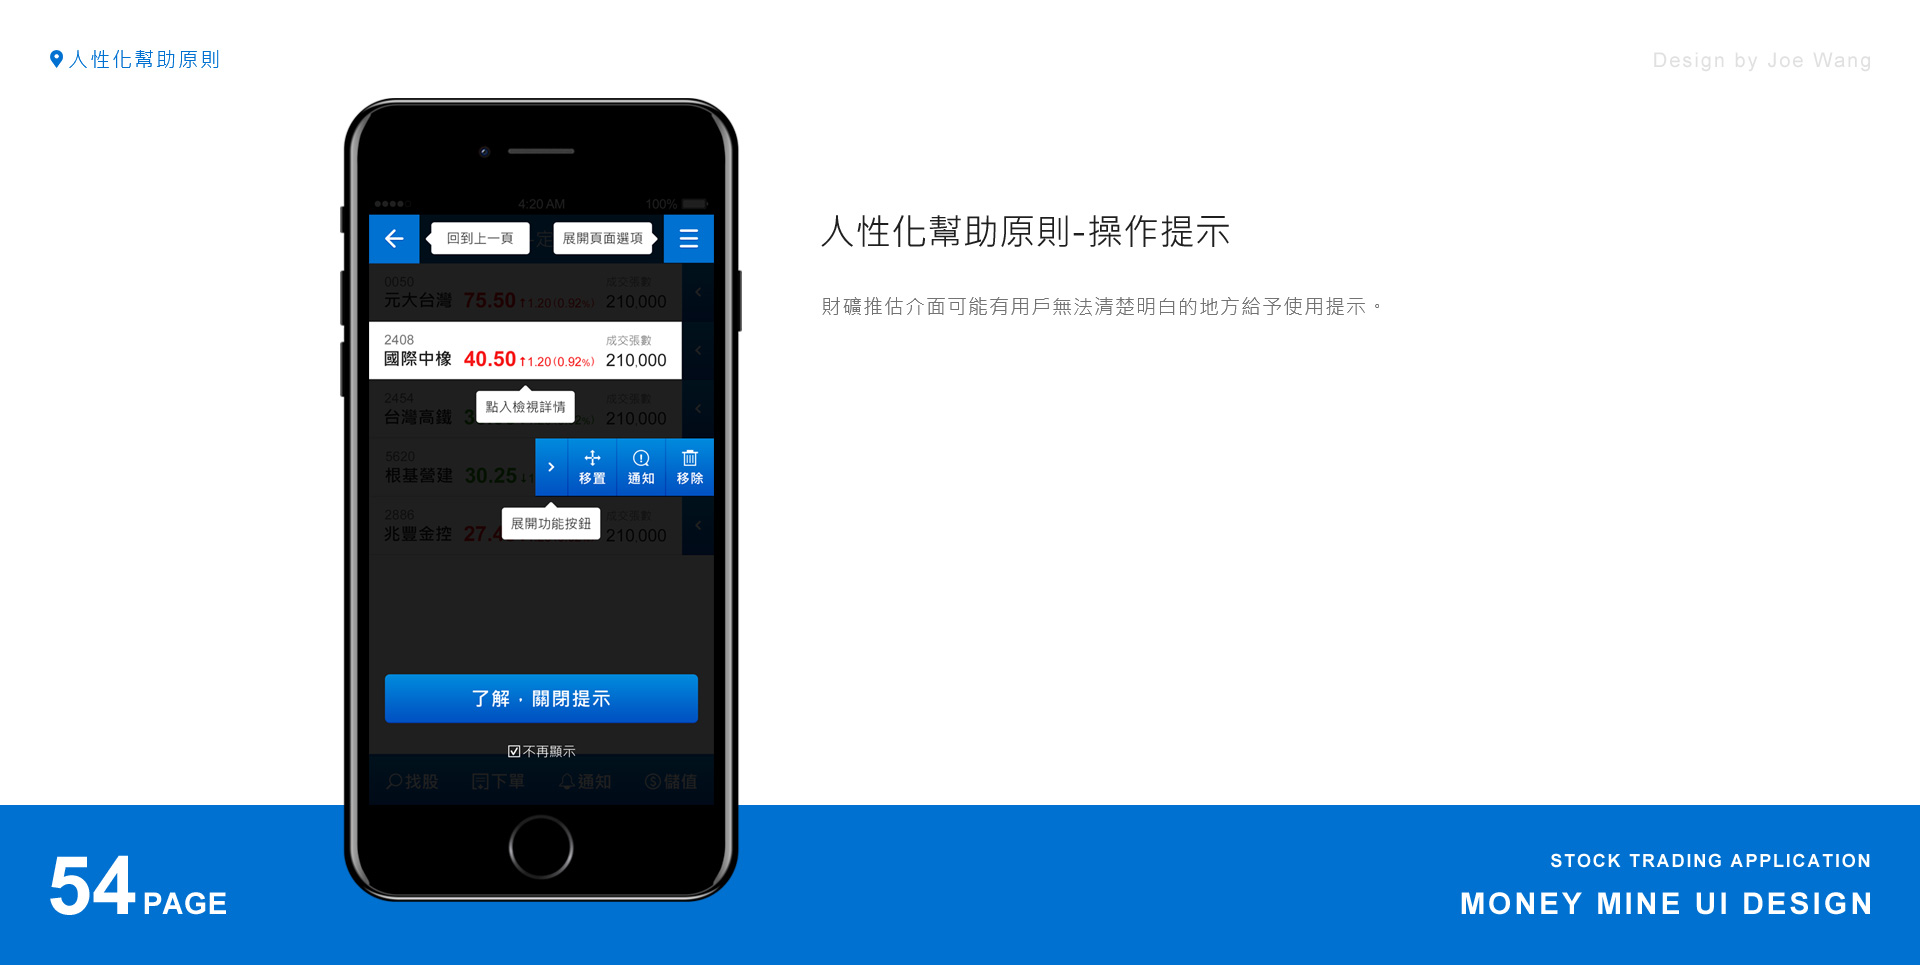 人性化幫助原則
Design by Joe Wang
4:20 AM
100%
回到上一頁
定
展開頁面選項
0050
元大台灣 75.50 ↑1.20(0.92%)
成交張數
210,000
2408
國際中橡 40.50 ↑1.20(0.92%)
成交張數
210,000
2454
台灣高鐵
成交張數
210,000
點入檢視詳情
5620
根基營建 30.25
移置
通知
移除
2886
兆豐金控 27.4
成交張數
210,000
展開功能按鈕
了解,關閉提示
不再顯示
找股
下單
通知
儲值
人性化幫助原則-操作提示
財礦推估介面可能有用戶無法清楚明白的地方給予使用提示。
54 PAGE
STOCK TRADING APPLICATION
MONEY MINE UI DESIGN